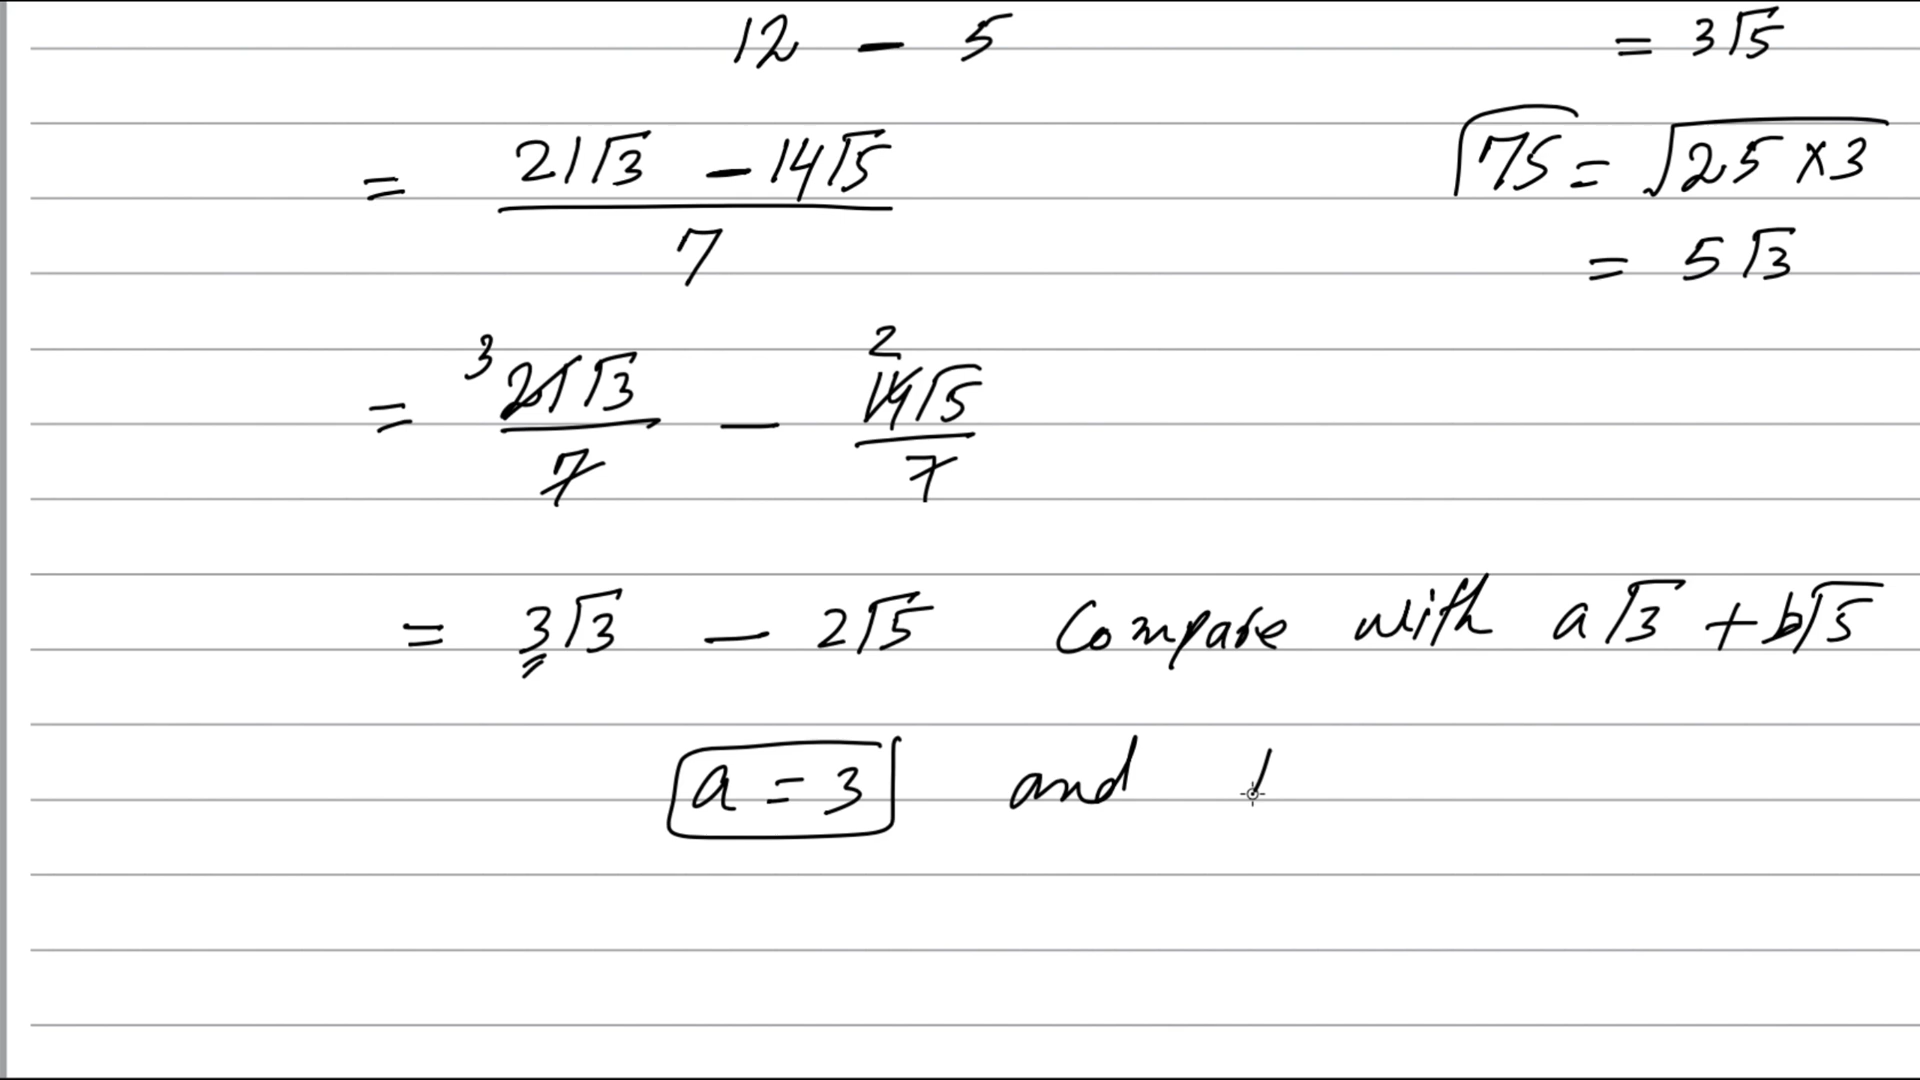 12 - 5
= 3√5
= (21√3 - 14√5)/7
√75 = √25 × 3
= 5√3
= 3 21√3/7 - 2 14√5/7
= 3√3 - 2√5 Compare with a√3 + b√5
a = 3 and